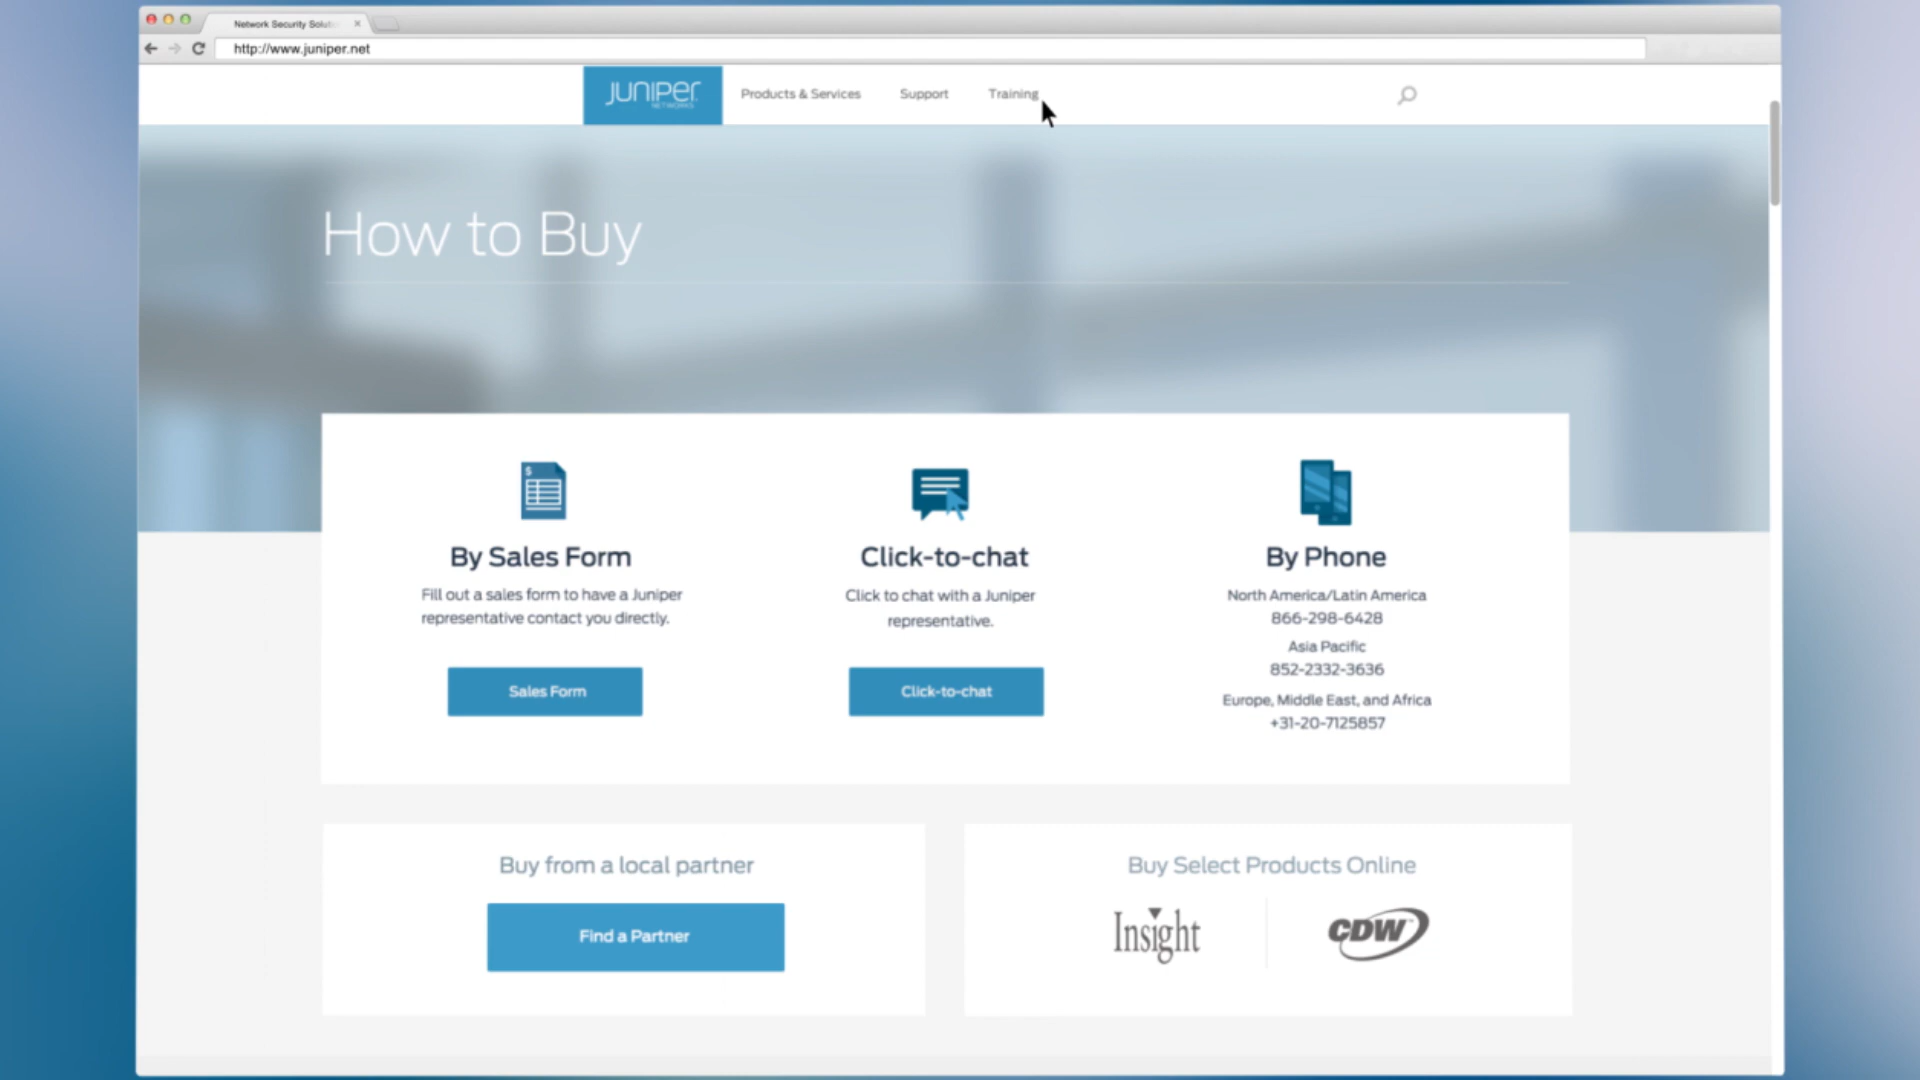 Network Security Soluti
http://www.juniper.net
JUNIPER
NETWORKS
Products & Services
Support
Training
How to Buy
By Sales Form
Fill out a sales form to have a Juniper
representative contact you directly.
Sales Form
Click-to-chat
Click to chat with a Juniper
representative.
Click-to-chat
By Phone
North America/Latin America
866-298-6428
Asia Pacific
852-2332-3636
Europe, Middle East, and Africa
+31-20-7125857
Buy from a local partner
Find a Partner
Buy Select Products Online
Insight
CDW